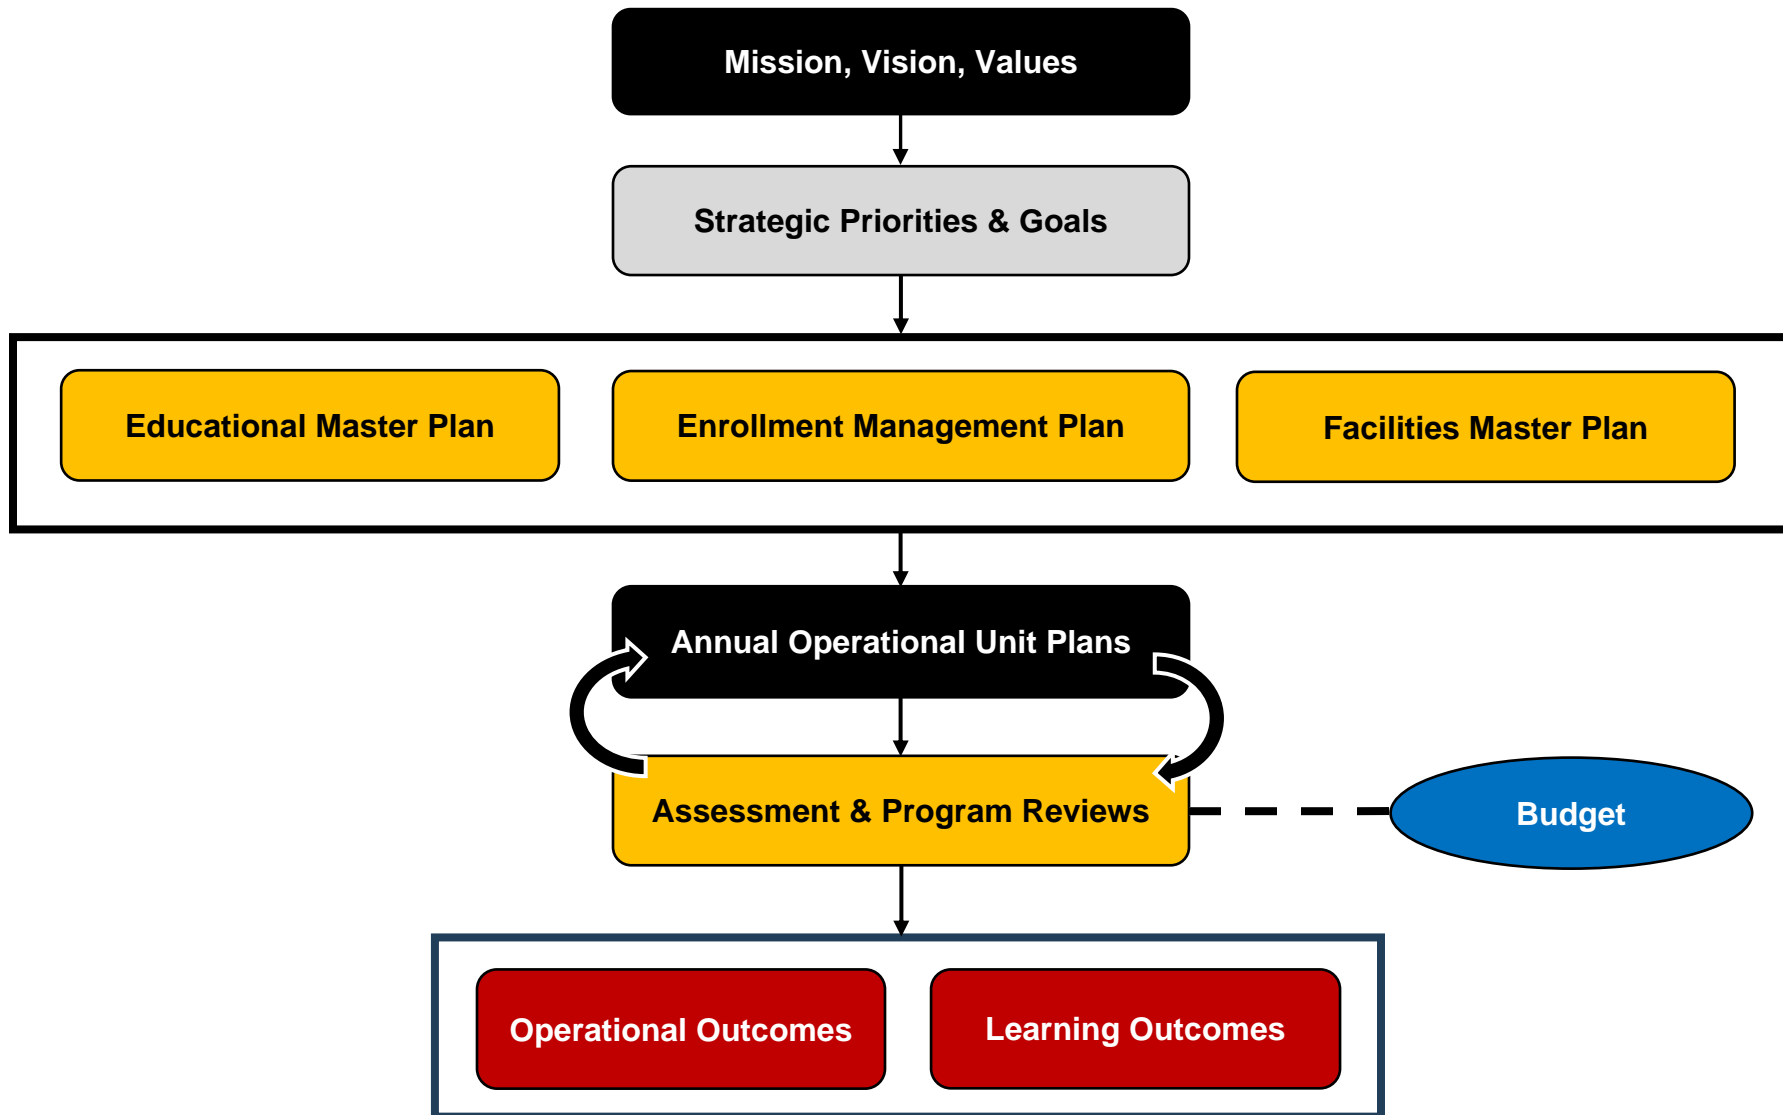 Mission, Vision, Values
Strategic Priorities & Goals
Educational Master Plan
Enrollment Management Plan
Facilities Master Plan
Annual Operational Unit Plans
Assessment & Program Reviews
Budget
Operational Outcomes
Learning Outcomes